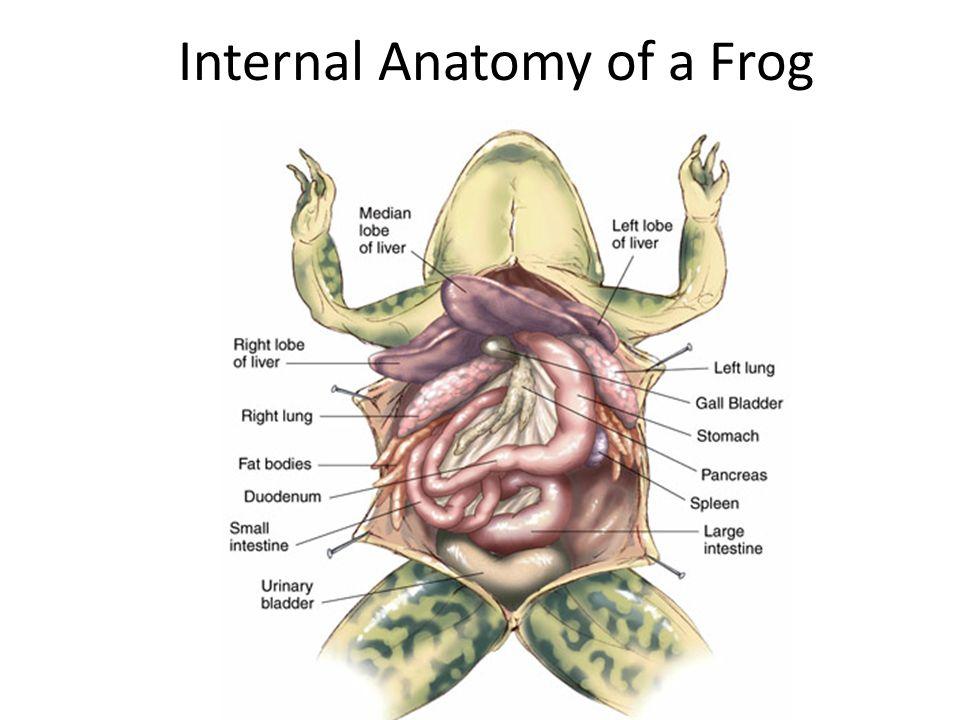 Internal Anatomy of a Frog
Median
lobe
of liver
Left lobe
of liver
Right lobe
of liver
Left lung
Gall Bladder
Right lung
Stomach
Fat bodies
Pancreas
Duodenum
Spleen
Small
intestine
Large
intestine
Urinary
bladder